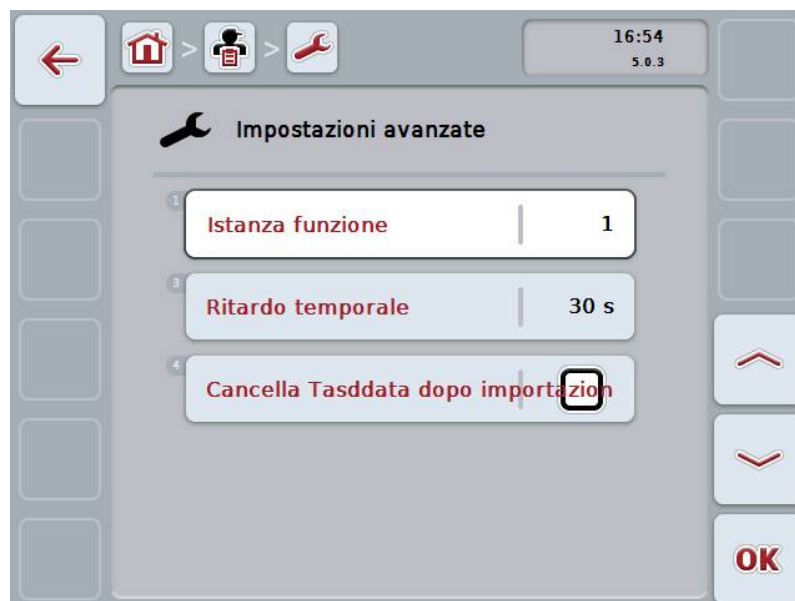 > >
16:54
5.0.3
Impostazioni avanzate
1
Istanza funzione 1
3
Ritardo temporale 30 s
4
Cancella Tasddata dopo importazion
OK